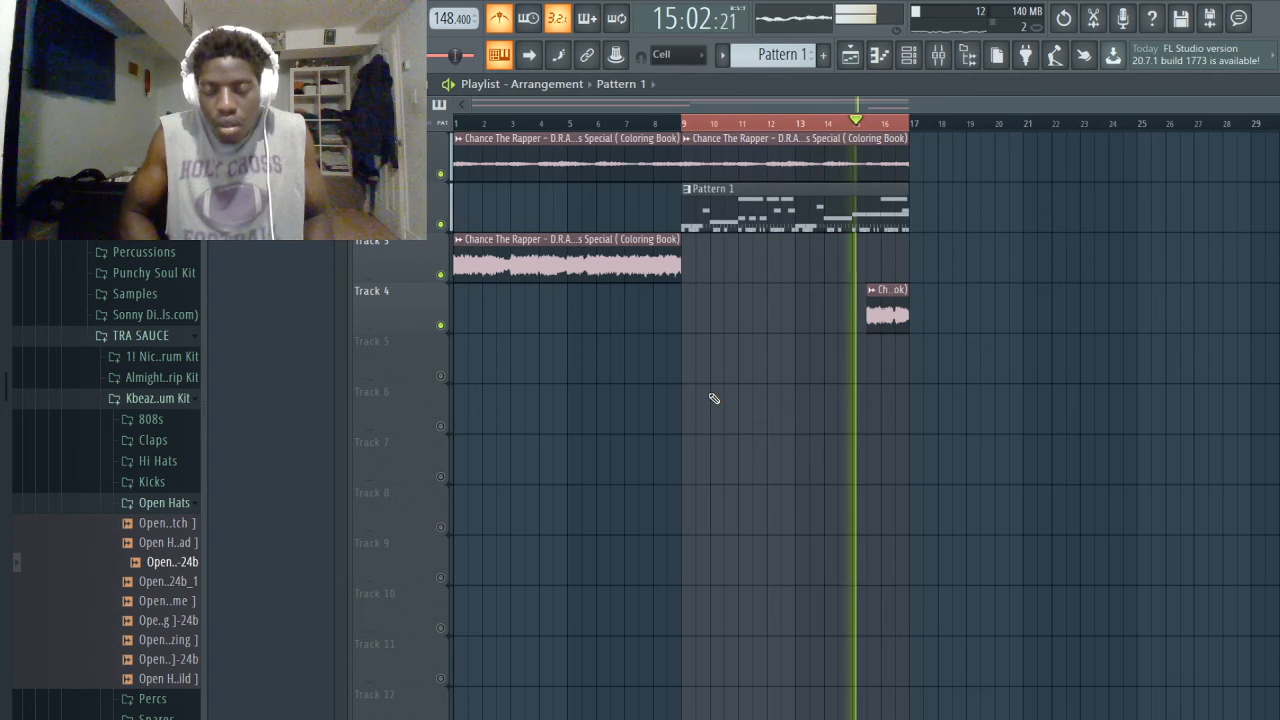 148.400
3.2:
15:02:21
B:S:T
12
140 MB
2
Cell
Pattern 1
Today
FL Studio version
20.7.1 build 1773 is available!
Playlist - Arrangement
Pattern 1
PAT
1 2 3 4 5 6 7 8 9 10 11 12 13 14 15 16 17 18 19 20 21 22 23 24 25 26 27 28 29
Chance The Rapper – D.R.A...s Special ( Coloring Book)
Chance The Rapper – D.R.A...s Special ( Coloring Book)
Pattern 1
HOLY CROSS
FOOTBALL
Track 3
Chance The Rapper – D.R.A...s Special ( Coloring Book)
Track 4
Ch..ok)
Track 5
Track 6
Track 7
Track 8
Track 9
Track 10
Track 11
Track 12
Percussions
Punchy Soul Kit
Samples
Sonny Di..ls.com)
TRA SAUCE
1! Nic..rum Kit
Almight..rip Kit
Kbeaz..um Kit
808s
Claps
Hi Hats
Kicks
Open Hats
Open..tch ]
Open H..ad ]
Open..-24b
Open..24b_1
Open..me ]
Ope..g ]-24b
Open..zing ]
Open..]-24b
Open H..ild ]
Percs
Snares